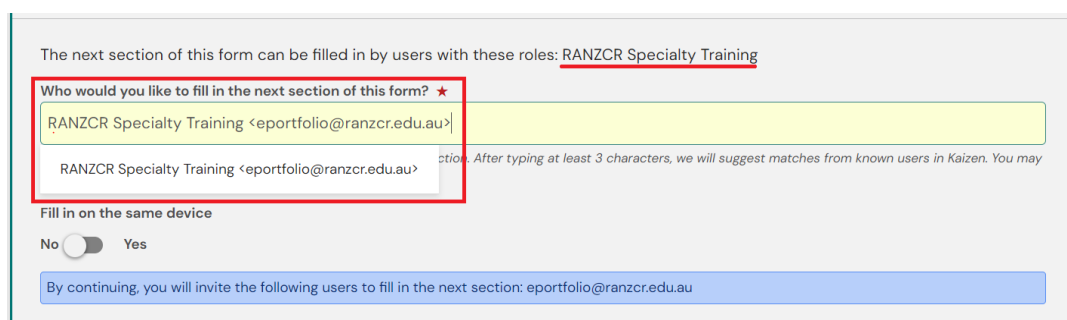 The next section of this form can be filled in by users with these roles: RANZCR Specialty Training
Who would you like to fill in the next section of this form? ★
RANZCR Specialty Training <eportfolio@ranzcr.edu.au>
RANZCR Specialty Training <eportfolio@ranzcr.edu.au>
After typing at least 3 characters, we will suggest matches from known users in Kaizen. You may
Fill in on the same device
No Yes
By continuing, you will invite the following users to fill in the next section: eportfolio@ranzcr.edu.au